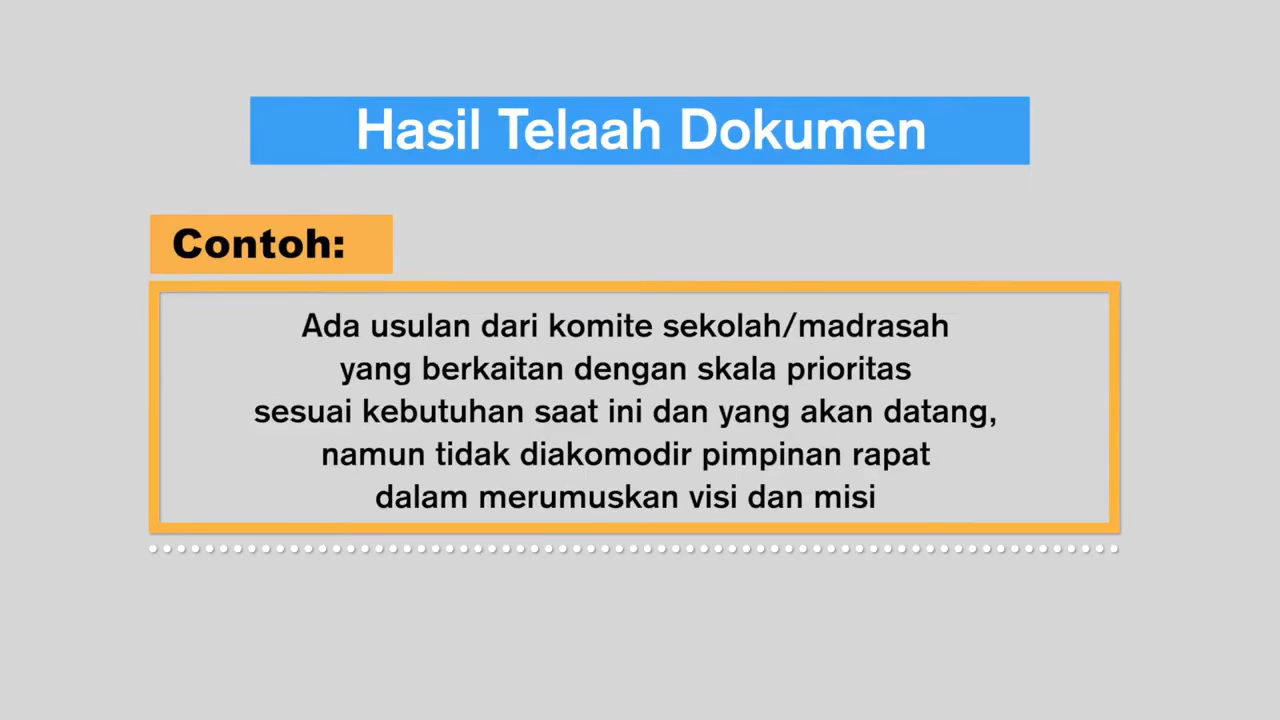 Hasil Telaah Dokumen
Contoh:
Ada usulan dari komite sekolah/madrasah
yang berkaitan dengan skala prioritas
sesuai kebutuhan saat ini dan yang akan datang,
namun tidak diakomodir pimpinan rapat
dalam merumuskan visi dan misi